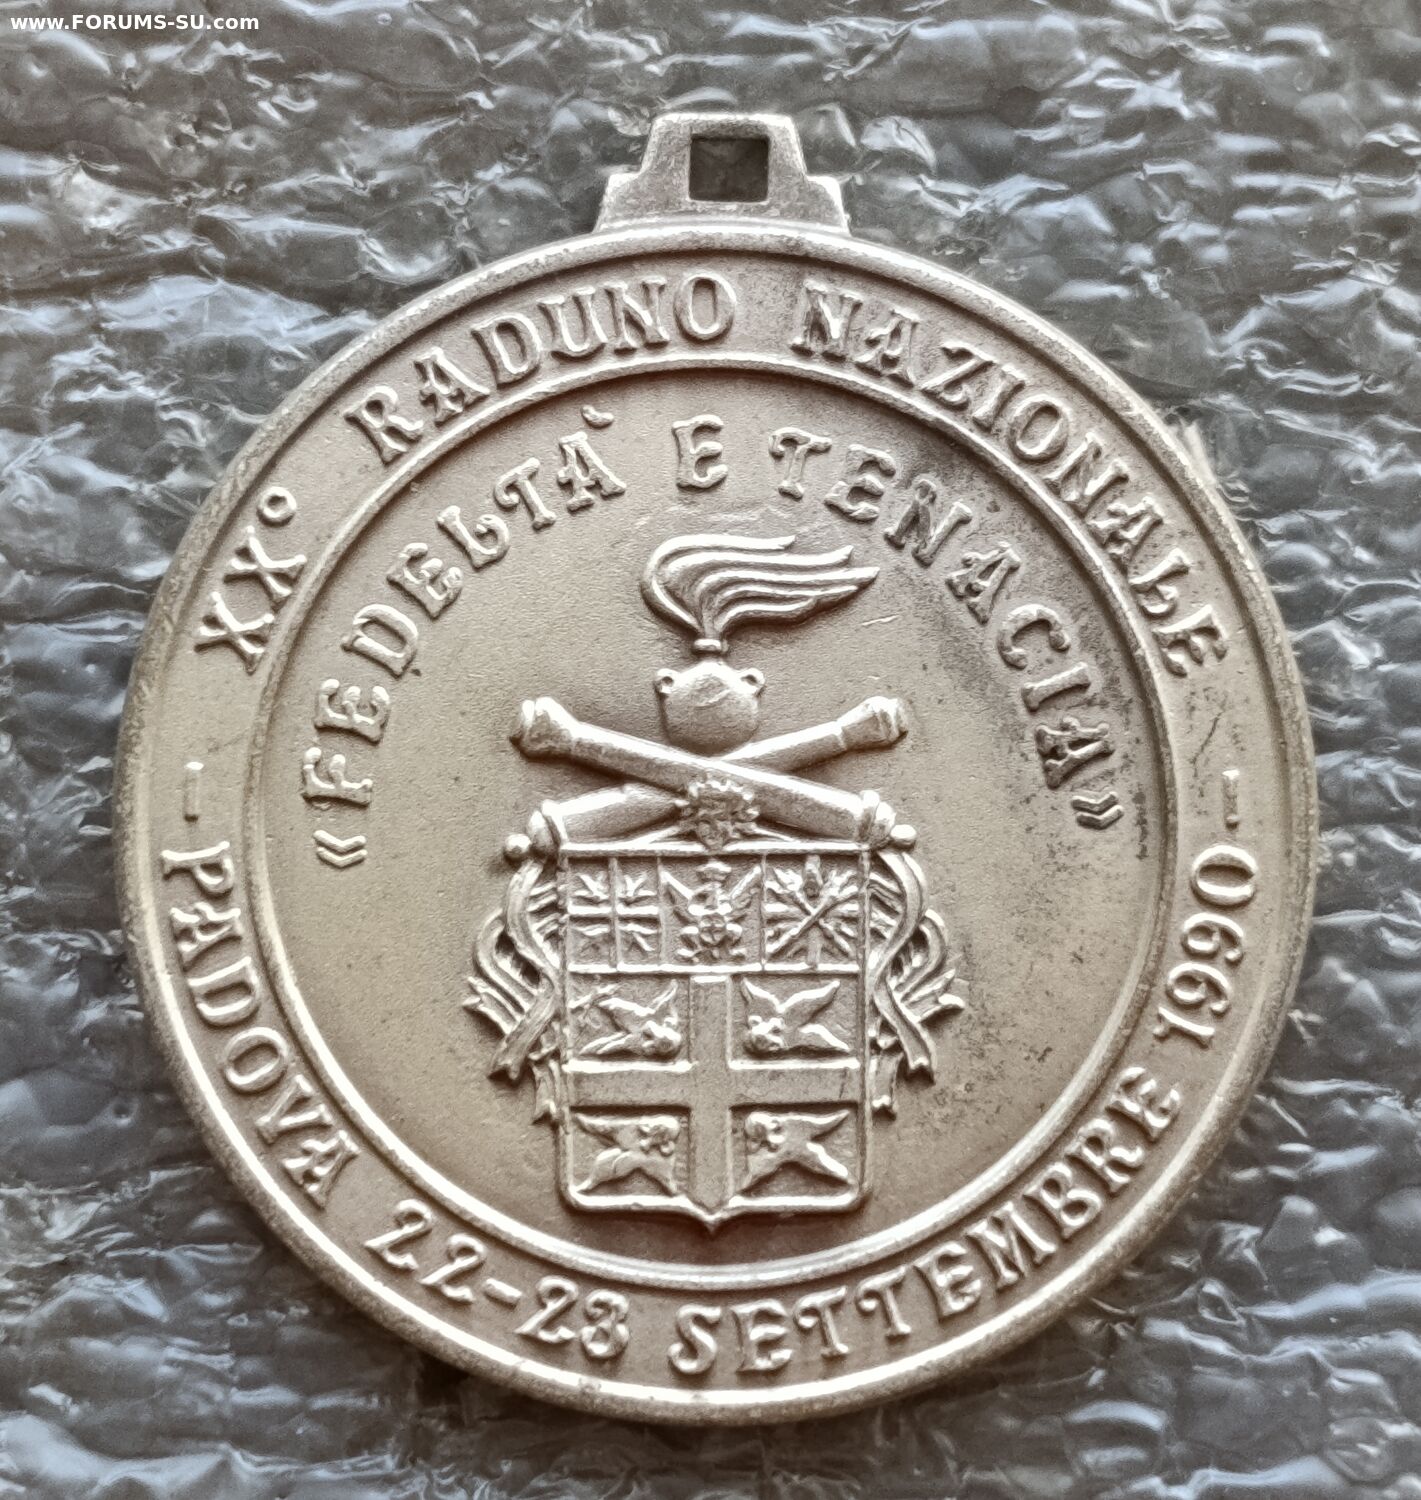 www.FORUMS-SU.com
XX° RADUNO NAZIONALE
«FEDELTÀ E TENACIA»
- PADOVA 22-23 SETTEMBRE 1990 -